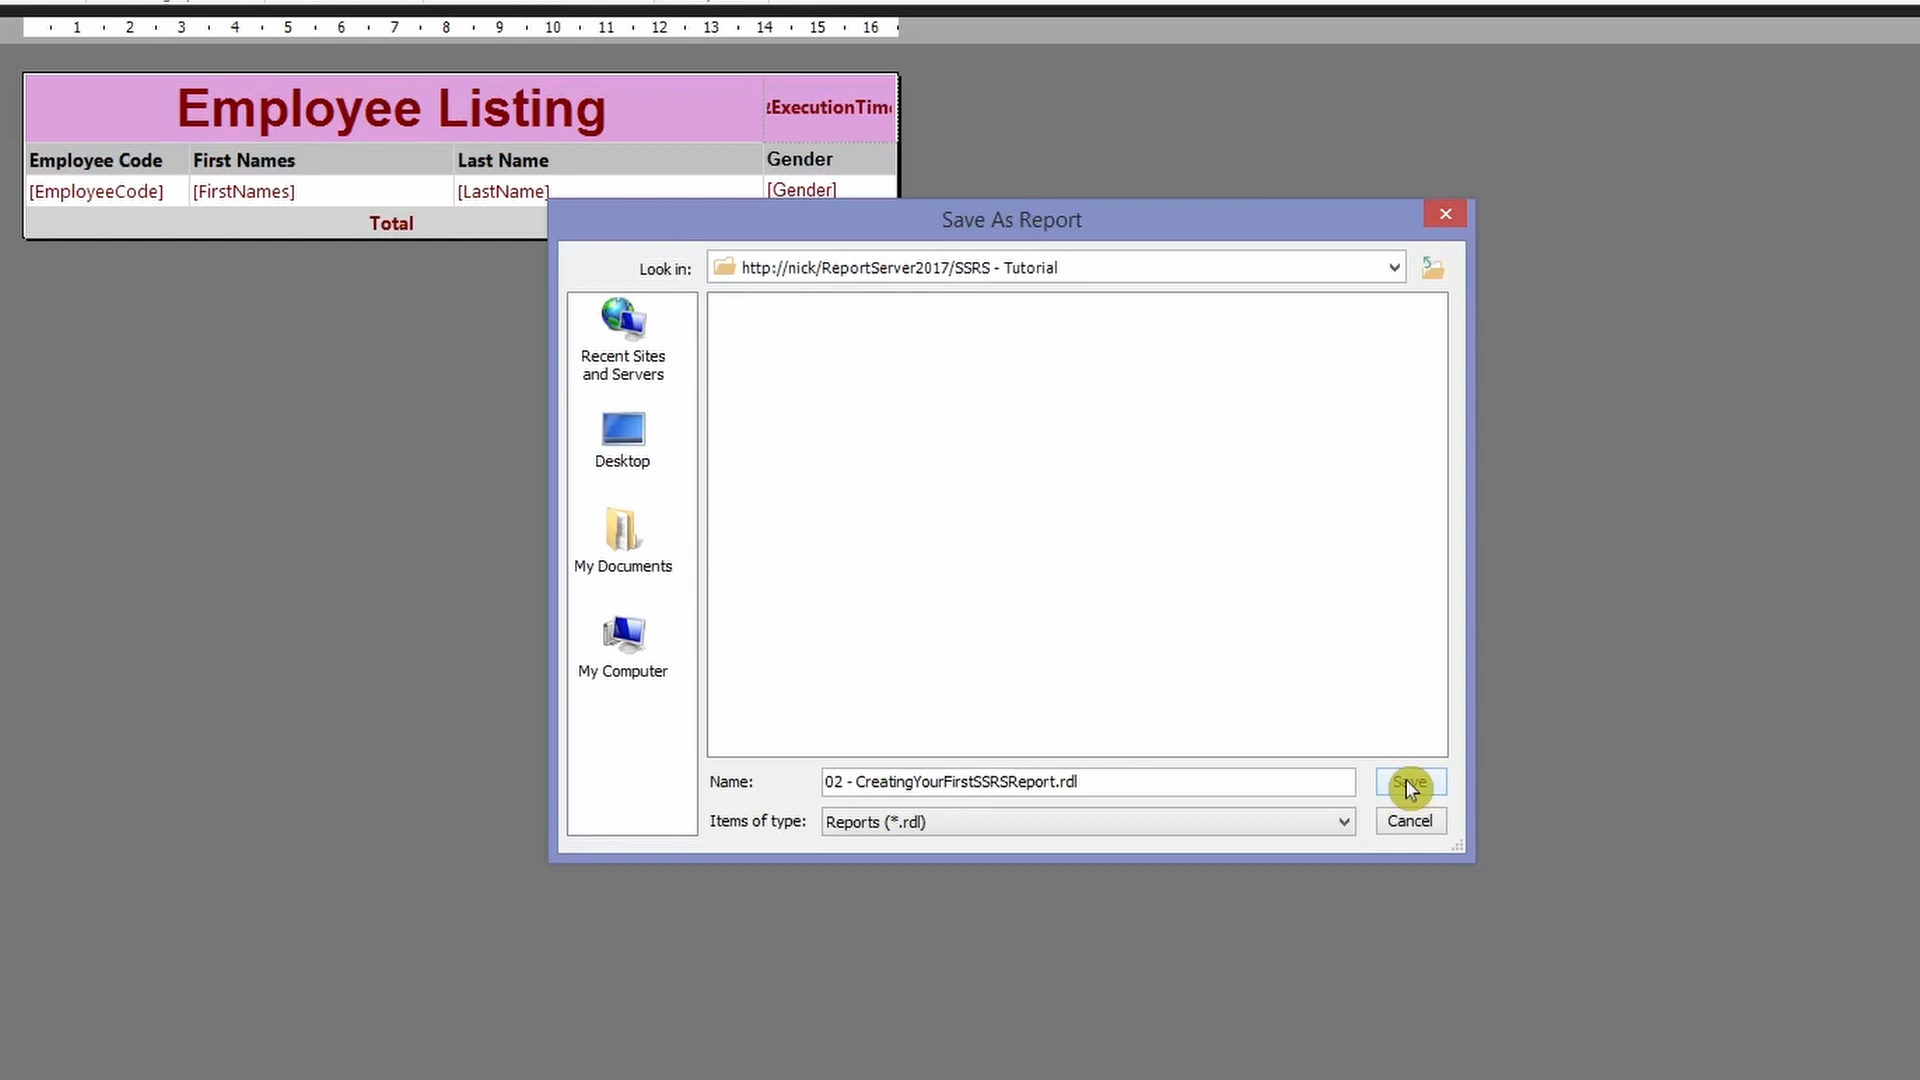 1 2 3 4 5 6 7 8 9 10 11 12 13 14 15 16
Employee Listing
ExecutionTime
Employee Code First Names Last Name Gender
[EmployeeCode] [FirstNames] [LastName] [Gender]
Total
Save As Report
Look in: http://nick/ReportServer2017/SSRS - Tutorial
Recent Sites
and Servers
Desktop
My Documents
My Computer
Name: 02 - CreatingYourFirstSSRSReport.rdl Save
Items of type: Reports (*.rdl) Cancel